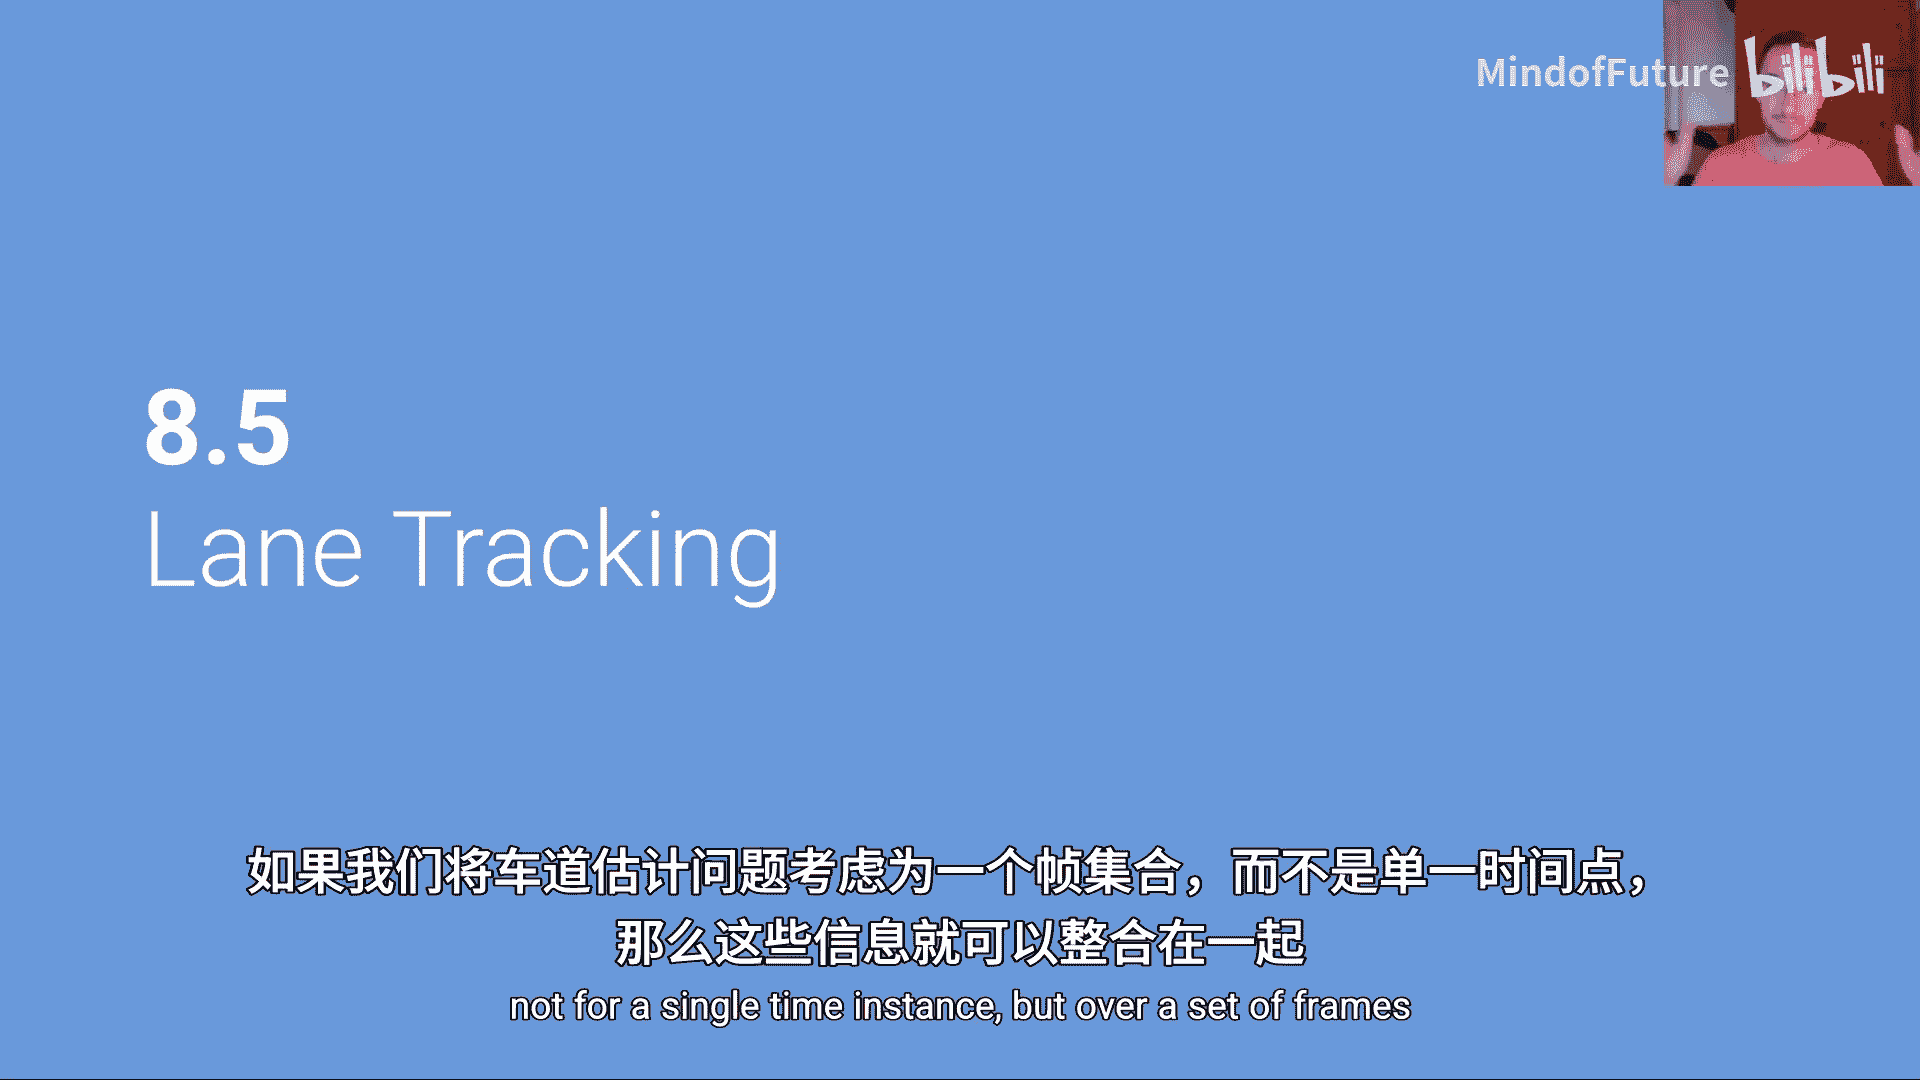 MindofFuture bilibili
8.5
Lane Tracking
如果我们将车道估计问题考虑为一个帧集合，而不是单一时间点，
那么这些信息就可以整合在一起
not for a single time instance, but over a set of frames